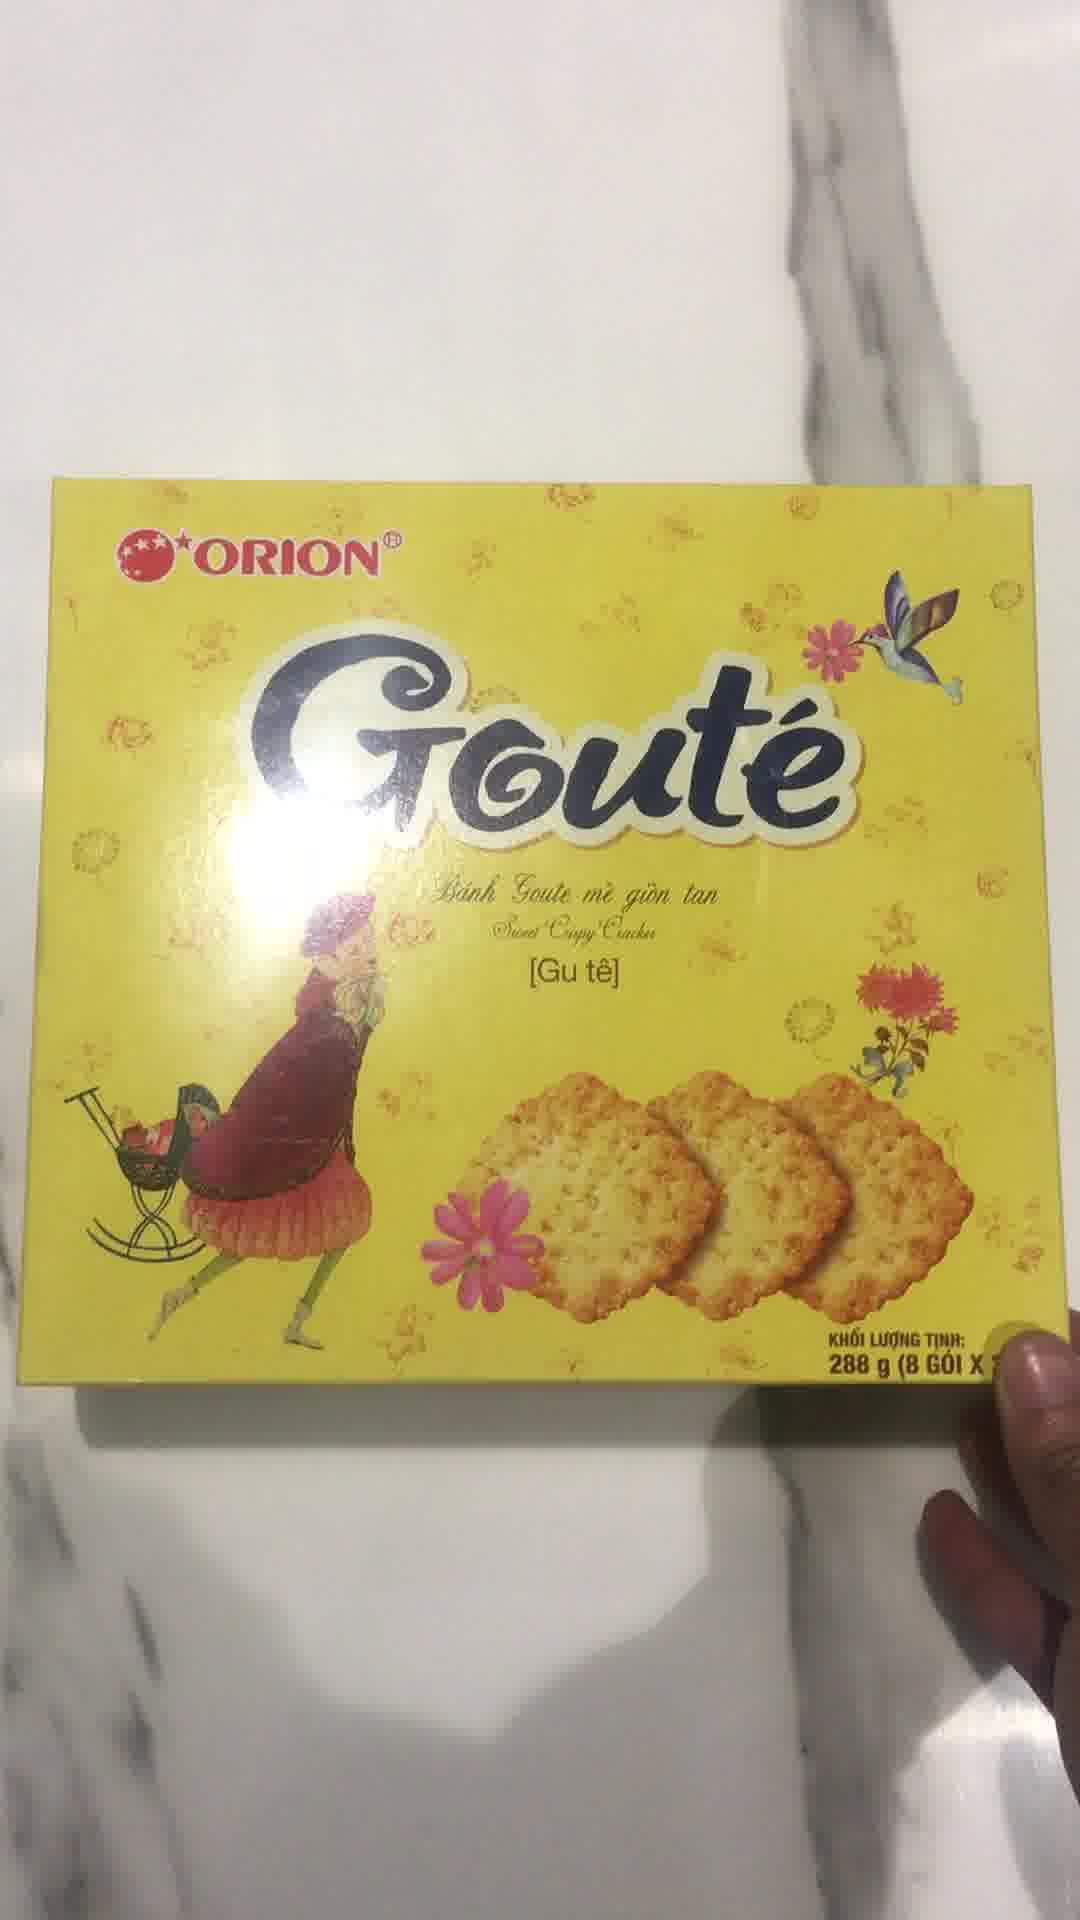 ORION®
Gouté
Bánh Goute mè giòn tan
Sweet Crispy Cracker
[Gu tê]
KHỐI LƯỢNG TỊNH:
288 g (8 GÓI X